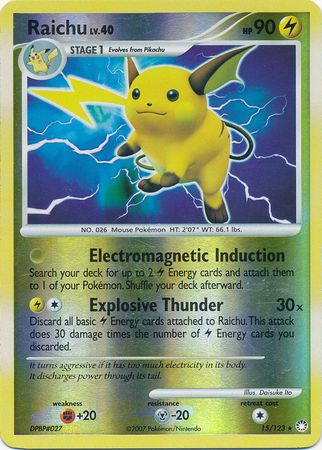 Raichu LV.40 HP 90
STAGE 1 Evolves from Pikachu
NO. 026 Mouse Pokémon HT: 2'07" WT: 66.1 lbs.
Electromagnetic Induction
Search your deck for up to 2 Energy cards and attach them
to 1 of your Pokémon. Shuffle your deck afterward.
Explosive Thunder 30×
Discard all basic Energy cards attached to Raichu. This attack
does 30 damage times the number of Energy cards
you discarded.
It turns aggressive if it has too much electricity in its body.
It discharges power through its tail.
Illus. Daisuke Ito
weakness resistance retreat cost
+20 -20
DPBP#027 ©2007 Pokémon/Nintendo 15/123 ★